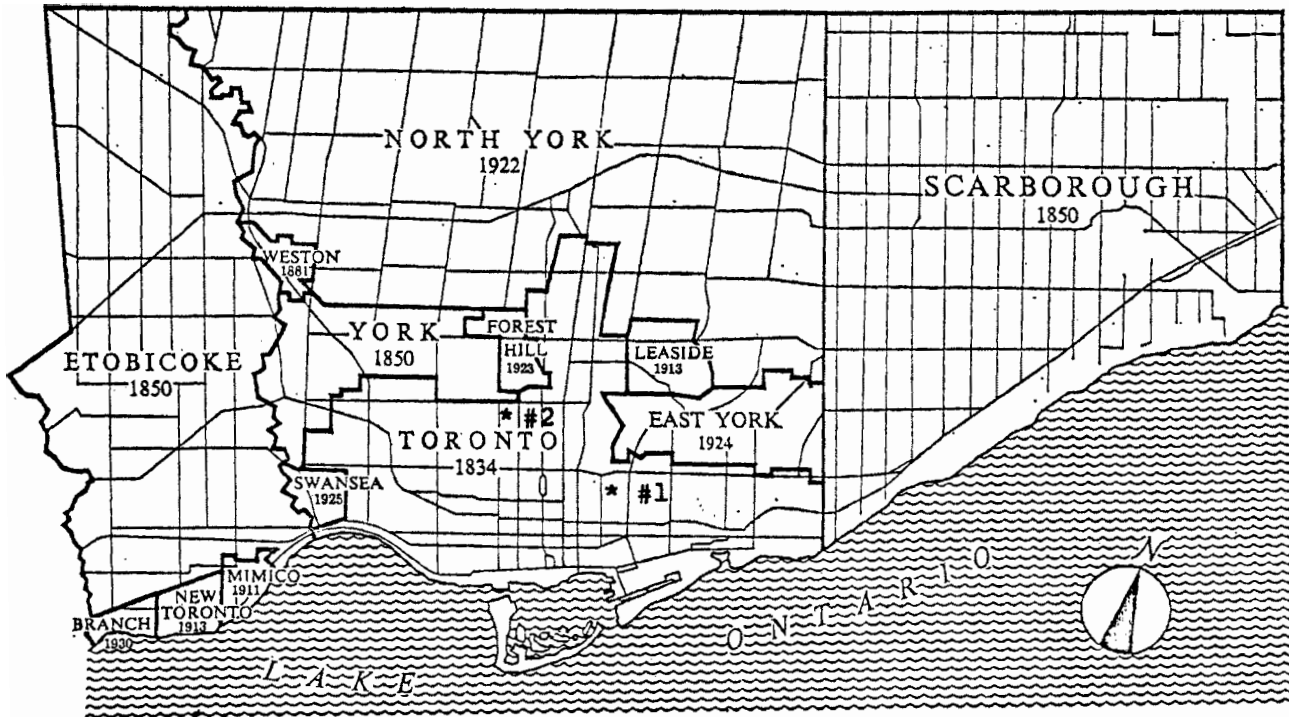 NORTH YORK
1922
SCARBOROUGH
1850
WESTON
1881
YORK
1850
FOREST
HILL
1923
LEASIDE
1913
ETOBICOKE
1850
* #2
EAST YORK
1924
TORONTO
1834
SWANSEA
1925
* #1
MIMICO
1911
NEW
TORONTO
1913
BRANCH
1930
LAKE
ONTARIO
N